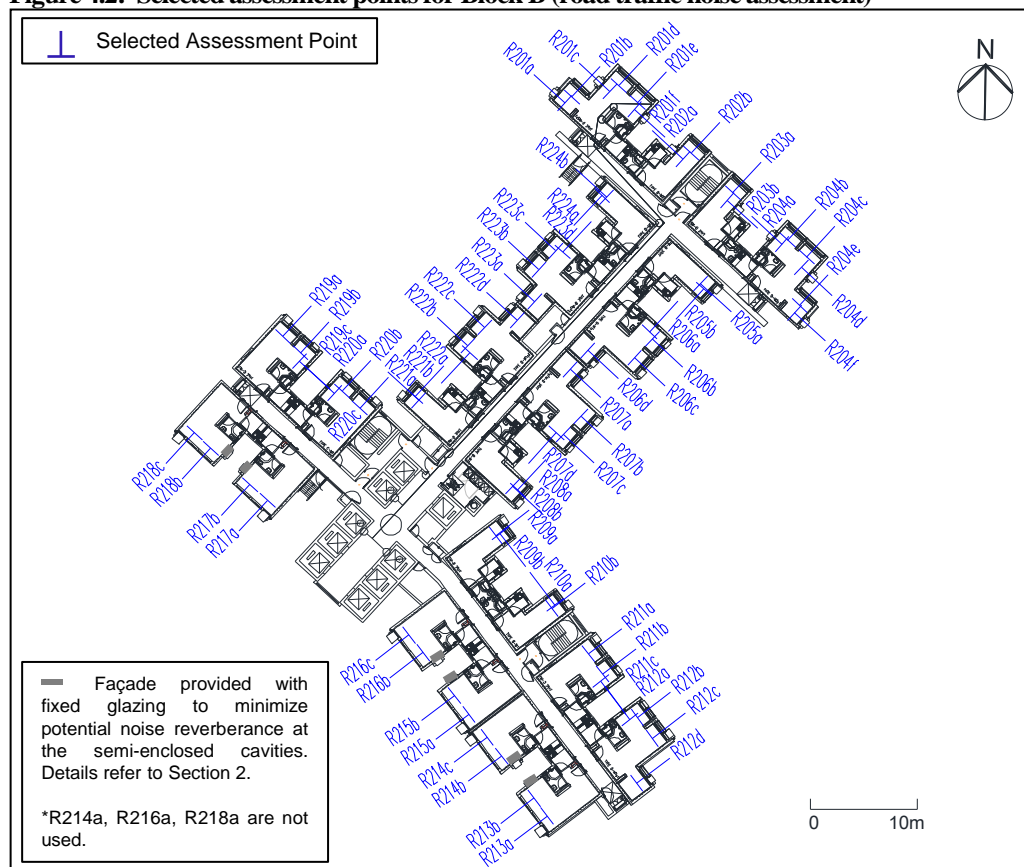 Figure 4.2: Selected assessment points for Block D (road traffic noise assessment)
Selected Assessment Point
N
R201a
R201c
R201b
R201d
R201e
R201f
R202a
R202b
R203a
R203b
R204a
R204b
R204c
R204e
R204d
R204f
R224b
R224a
R223d
R223c
R223b
R223a
R222d
R222c
R222b
R222a
R221b
R221a
R219a
R219b
R219c
R220a
R220b
R220c
R205a
R205b
R206a
R206b
R206c
R206d
R207a
R207b
R207c
R207d
R208a
R208b
R209a
R209b
R210a
R210b
R211a
R211b
R211c
R212a
R212b
R212c
R212d
R218c
R218b
R217b
R217a
R216c
R216b
R215b
R215a
R214c
R214b
R213b
R213a
Façade provided with
fixed glazing to minimize
potential noise reverberance at
the semi-enclosed cavities.
Details refer to Section 2.
*R214a, R216a, R218a are not
used.
0 10m